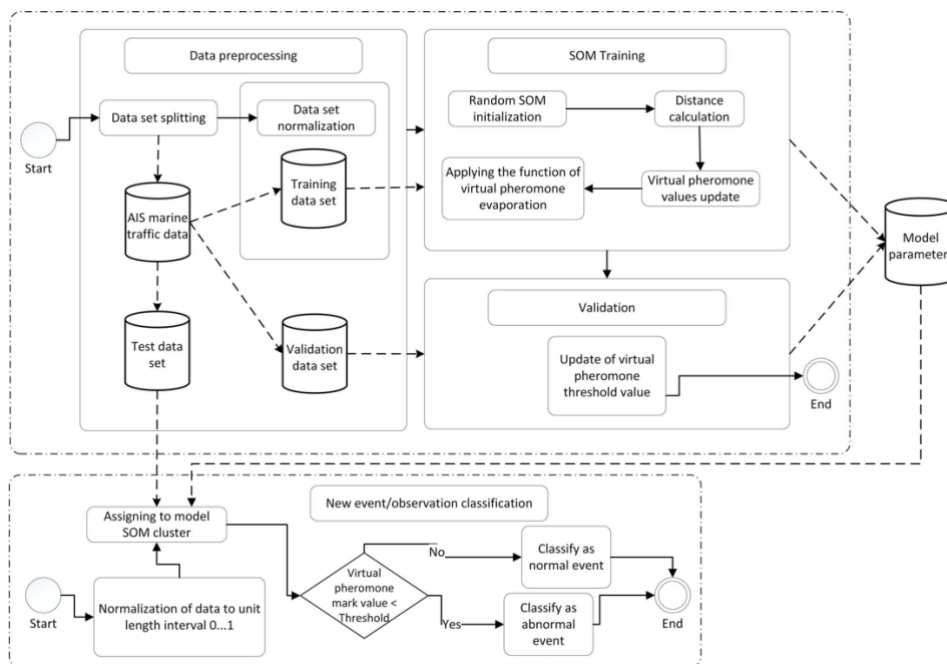 Data preprocessing
SOM Training
Start
Data set splitting
Data set
normalization
AIS marine
traffic data
Training
data set
Test data
set
Validation
data set
Random SOM
initialization
Distance
calculation
Applying the function of
virtual pheromone
evaporation
Virtual pheromone
values update
Validation
Update of virtual
pheromone
threshold value
End
Model
parameter
New event/observation classification
Assigning to model
SOM cluster
Start
Normalization of data to unit
length interval 0...1
Virtual
pheromone
mark value <
Threshold
No
Yes
Classify as
normal event
Classify as
abnormal
event
End